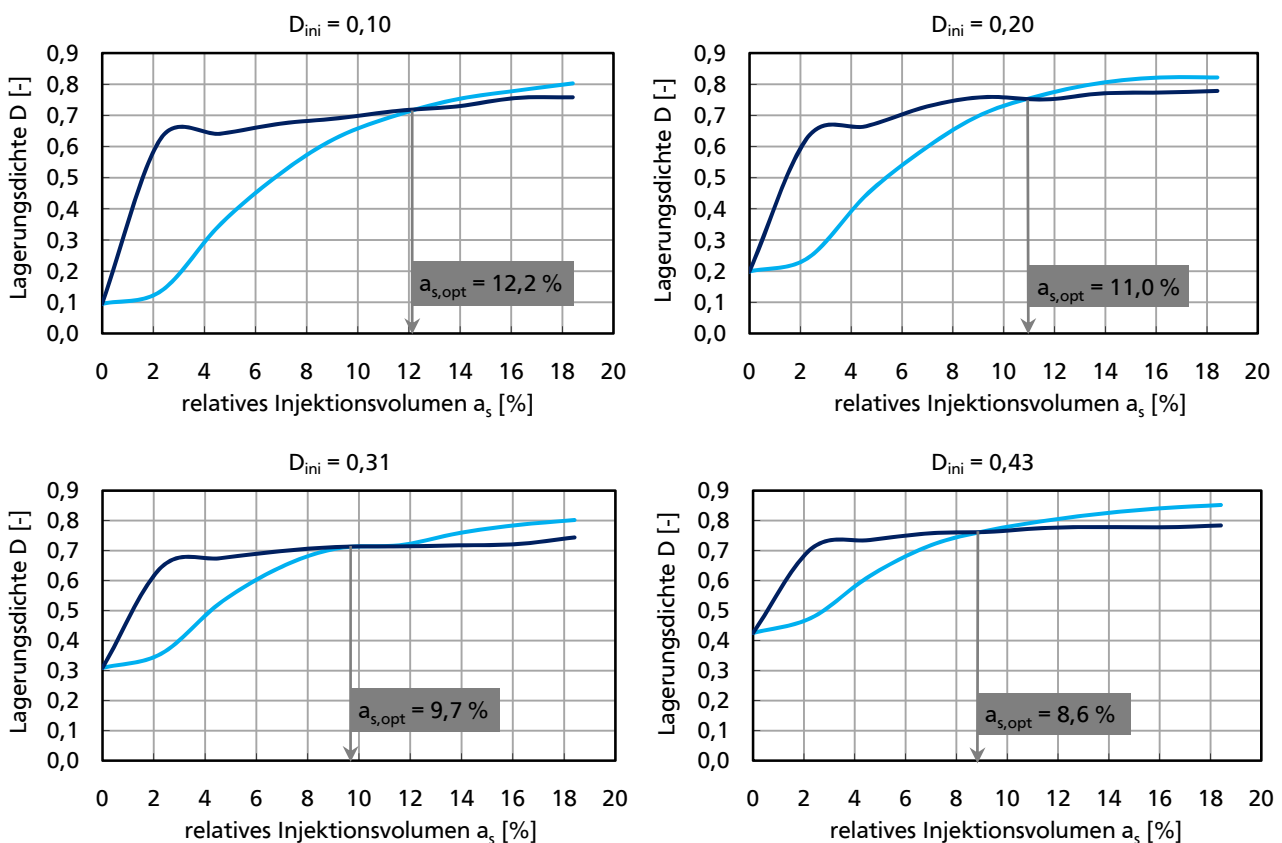 D_ini = 0,10
Lagerungsdichte D [-]
0,9
0,8
0,7
0,6
0,5
0,4
0,3
0,2
0,1
0,0
a_s,opt = 12,2 %
0 2 4 6 8 10 12 14 16 18 20
relatives Injektionsvolumen a_s [%]
D_ini = 0,20
Lagerungsdichte D [-]
0,9
0,8
0,7
0,6
0,5
0,4
0,3
0,2
0,1
0,0
a_s,opt = 11,0 %
0 2 4 6 8 10 12 14 16 18 20
relatives Injektionsvolumen a_s [%]
D_ini = 0,31
Lagerungsdichte D [-]
0,9
0,8
0,7
0,6
0,5
0,4
0,3
0,2
0,1
0,0
a_s,opt = 9,7 %
0 2 4 6 8 10 12 14 16 18 20
relatives Injektionsvolumen a_s [%]
D_ini = 0,43
Lagerungsdichte D [-]
0,9
0,8
0,7
0,6
0,5
0,4
0,3
0,2
0,1
0,0
a_s,opt = 8,6 %
0 2 4 6 8 10 12 14 16 18 20
relatives Injektionsvolumen a_s [%]